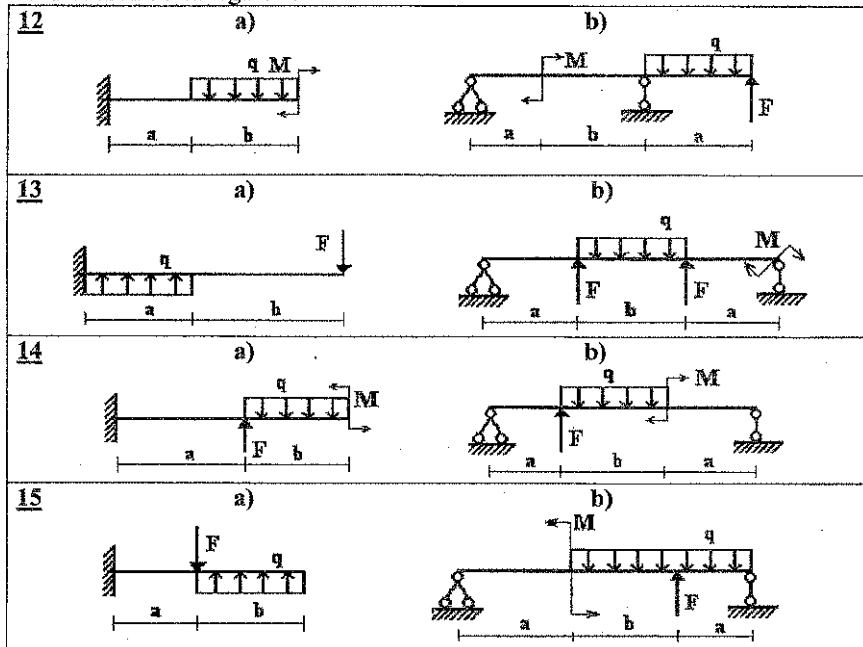 12 a) b)
q M M q
F
a b a b a
13 a) b)
F q M
q
F F
a b a b a
14 a) b)
q M q M
F F
a b a b a
15 a) b)
F M
q q
F
a b a b a